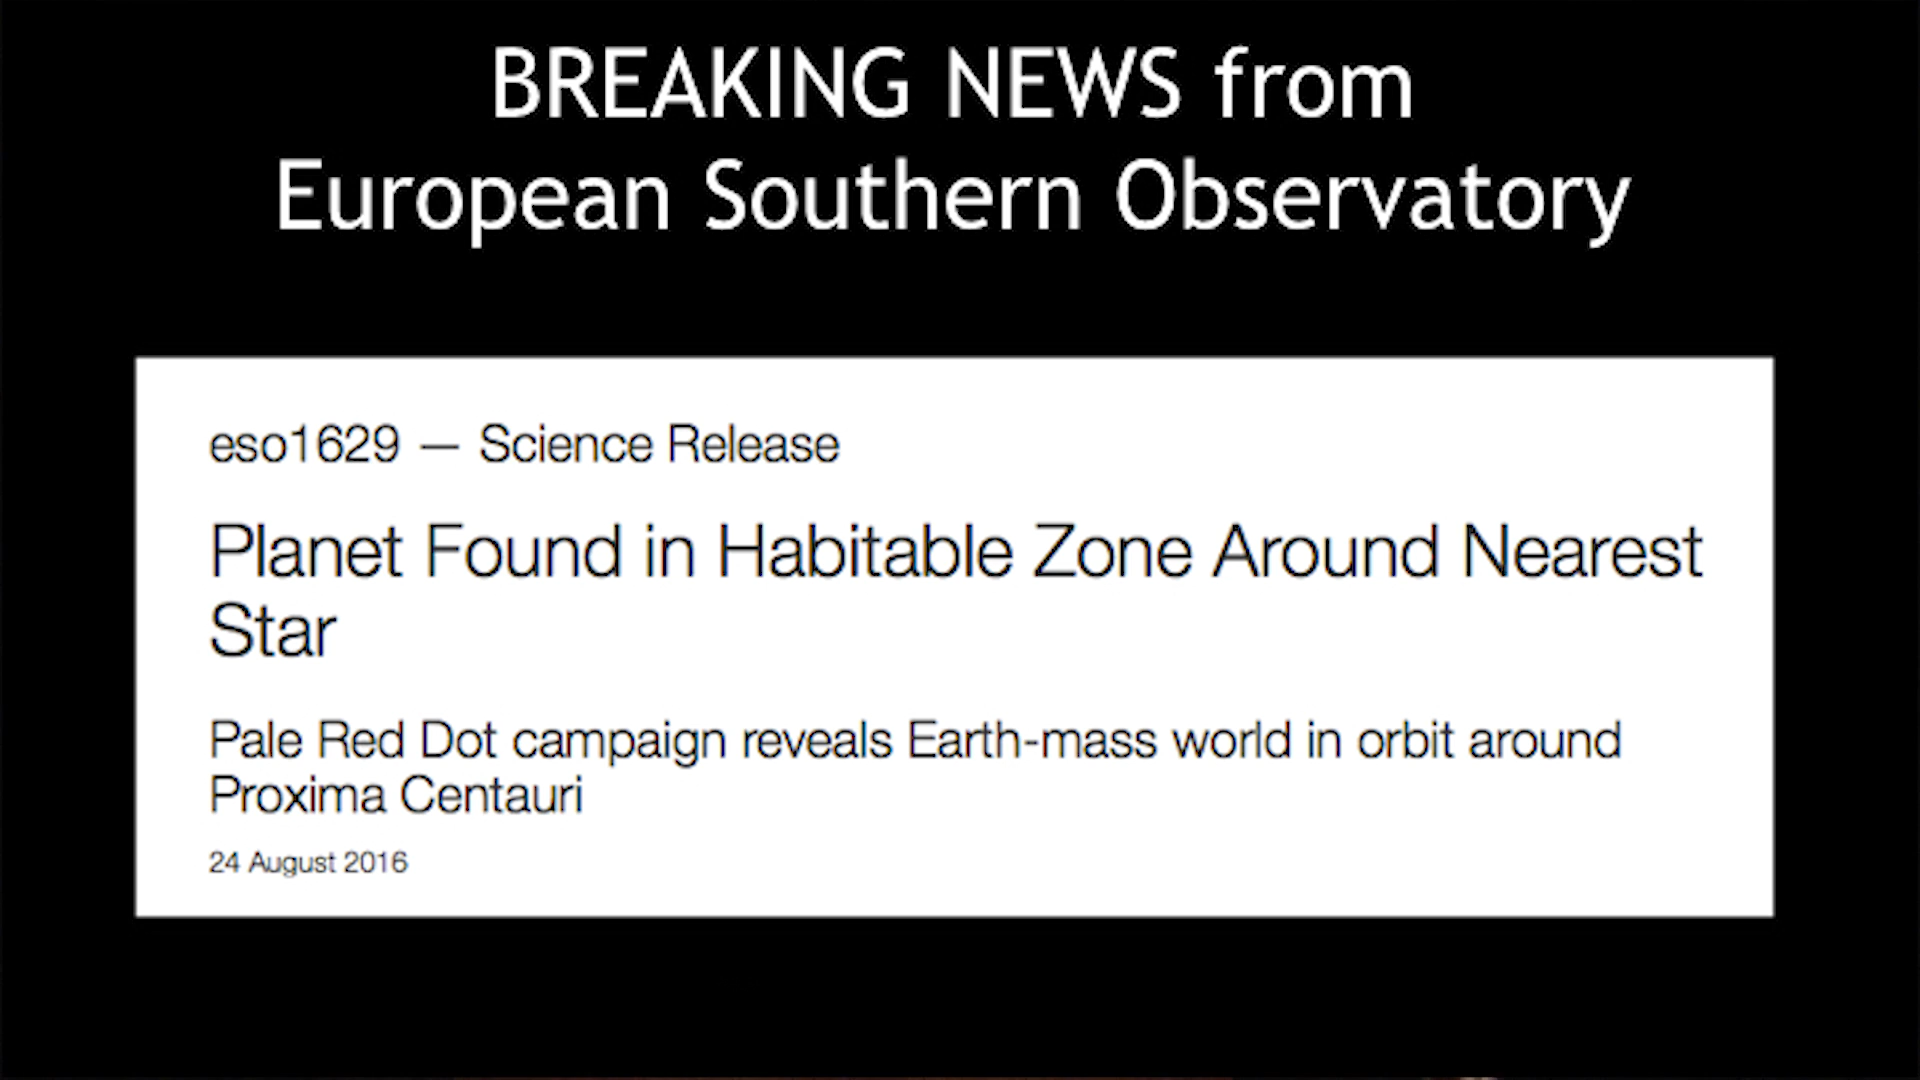 BREAKING NEWS from
European Southern Observatory
eso1629 — Science Release
Planet Found in Habitable Zone Around Nearest
Star
Pale Red Dot campaign reveals Earth-mass world in orbit around
Proxima Centauri
24 August 2016